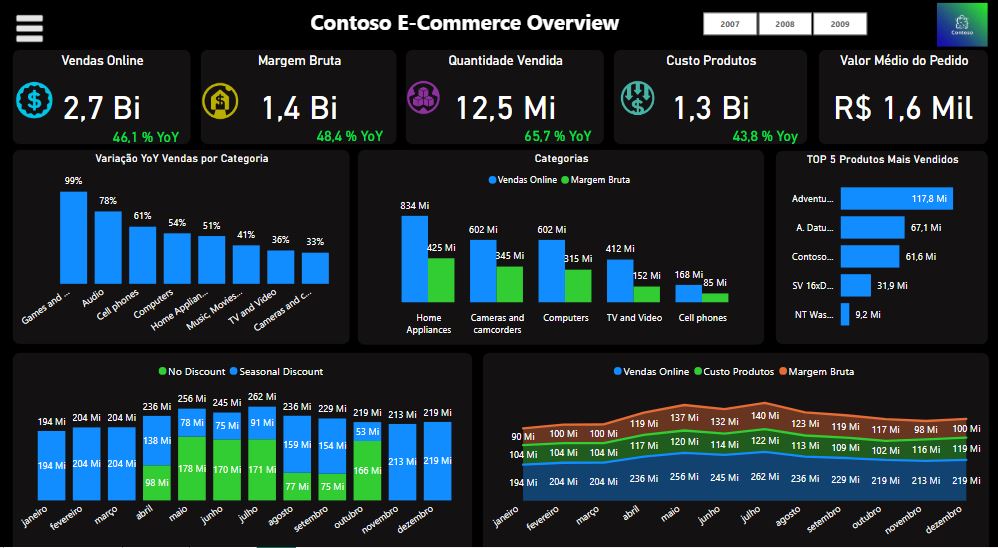 Contoso E-Commerce Overview
2007 2008 2009
Contoso
Vendas Online
2,7 Bi
46,1 % YoY
Margem Bruta
1,4 Bi
48,4 % YoY
Quantidade Vendida
12,5 Mi
65,7 % YoY
Custo Produtos
1,3 Bi
43,8 % Yoy
Valor Médio do Pedido
R$ 1,6 Mil
Variação YoY Vendas por Categoria
99% 78% 61% 54% 51% 41% 36% 33%
Games and ... Audio Cell phones Computers Home Applian... Music, Movies... TV and Video Cameras and c...
Categorias
Vendas Online Margem Bruta
834 Mi 425 Mi 602 Mi 345 Mi 602 Mi 315 Mi 412 Mi 152 Mi 168 Mi 85 Mi
Home Appliances Cameras and camcorders Computers TV and Video Cell phones
TOP 5 Produtos Mais Vendidos
Adventu... 117,8 Mi
A. Datu... 67,1 Mi
Contoso... 61,6 Mi
SV 16xD... 31,9 Mi
NT Was... 9,2 Mi
No Discount Seasonal Discount
194 Mi 204 Mi 204 Mi 236 Mi 256 Mi 245 Mi 262 Mi 236 Mi 229 Mi 219 Mi 213 Mi 219 Mi
194 Mi 204 Mi 204 Mi 138 Mi 78 Mi 75 Mi 91 Mi 159 Mi 154 Mi 53 Mi 213 Mi 219 Mi
98 Mi 178 Mi 170 Mi 171 Mi 77 Mi 75 Mi 166 Mi
janeiro fevereiro março abril maio junho julho agosto setembro outubro novembro dezembro
Vendas Online Custo Produtos Margem Bruta
90 Mi 100 Mi 100 Mi 119 Mi 137 Mi 132 Mi 140 Mi 123 Mi 119 Mi 117 Mi 98 Mi 100 Mi
104 Mi 104 Mi 104 Mi 117 Mi 120 Mi 114 Mi 122 Mi 113 Mi 109 Mi 102 Mi 116 Mi 119 Mi
194 Mi 204 Mi 204 Mi 236 Mi 256 Mi 245 Mi 262 Mi 236 Mi 229 Mi 219 Mi 213 Mi 219 Mi
janeiro fevereiro março abril maio junho julho agosto setembro outubro novembro dezembro